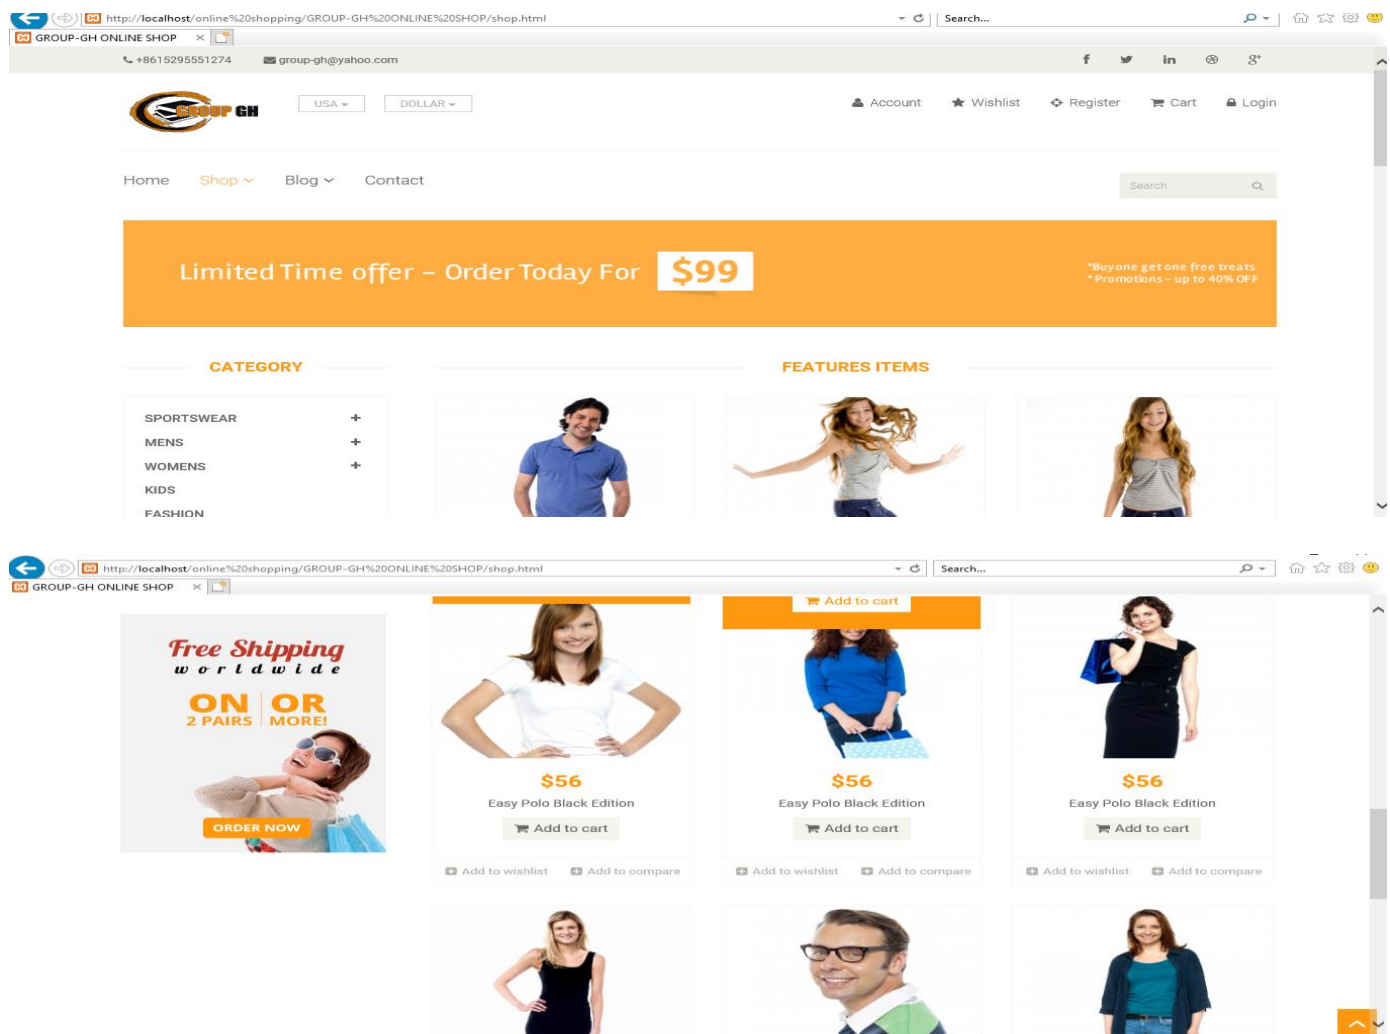 http://localhost/online%20shopping/GROUP-GH%20ONLINE%20SHOP/shop.html
Search...
GROUP-GH ONLINE SHOP
+8615295551274 group-gh@yahoo.com
GROUP GH USA DOLLAR Account Wishlist Register Cart Login
Home Shop Blog Contact
Search
Limited Time offer – Order Today For $99
*Buy one get one free treats
* Promotions – up to 40% OFF
CATEGORY
SPORTSWEAR
MENS
WOMENS
KIDS
FASHION
FEATURES ITEMS
http://localhost/online%20shopping/GROUP-GH%20ONLINE%20SHOP/shop.html
Search...
GROUP-GH ONLINE SHOP
Free Shipping
worldwide
ON OR
2 PAIRS MORE!
ORDER NOW
Add to cart
$56 $56 $56
Easy Polo Black Edition Easy Polo Black Edition Easy Polo Black Edition
Add to cart Add to cart Add to cart
Add to wishlist Add to compare Add to wishlist Add to compare Add to wishlist Add to compare